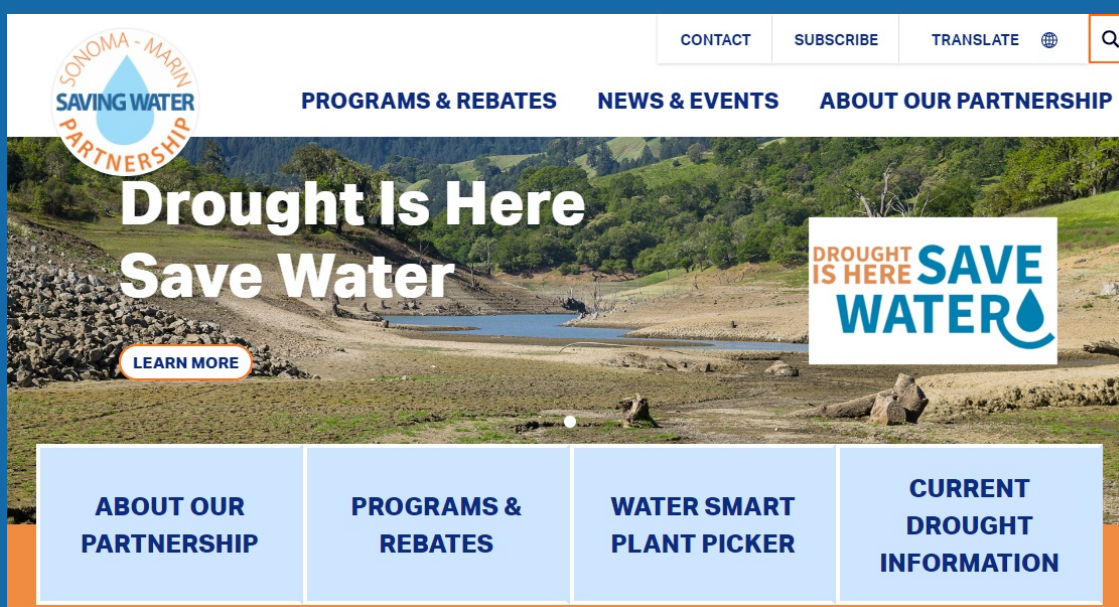 SONOMA - MARIN
SAVING WATER
PARTNERSHIP
CONTACT
SUBSCRIBE
TRANSLATE
PROGRAMS & REBATES
NEWS & EVENTS
ABOUT OUR PARTNERSHIP
Drought Is Here
Save Water
LEARN MORE
DROUGHT
IS HERE
SAVE
WATER
ABOUT OUR
PARTNERSHIP
PROGRAMS &
REBATES
WATER SMART
PLANT PICKER
CURRENT
DROUGHT
INFORMATION